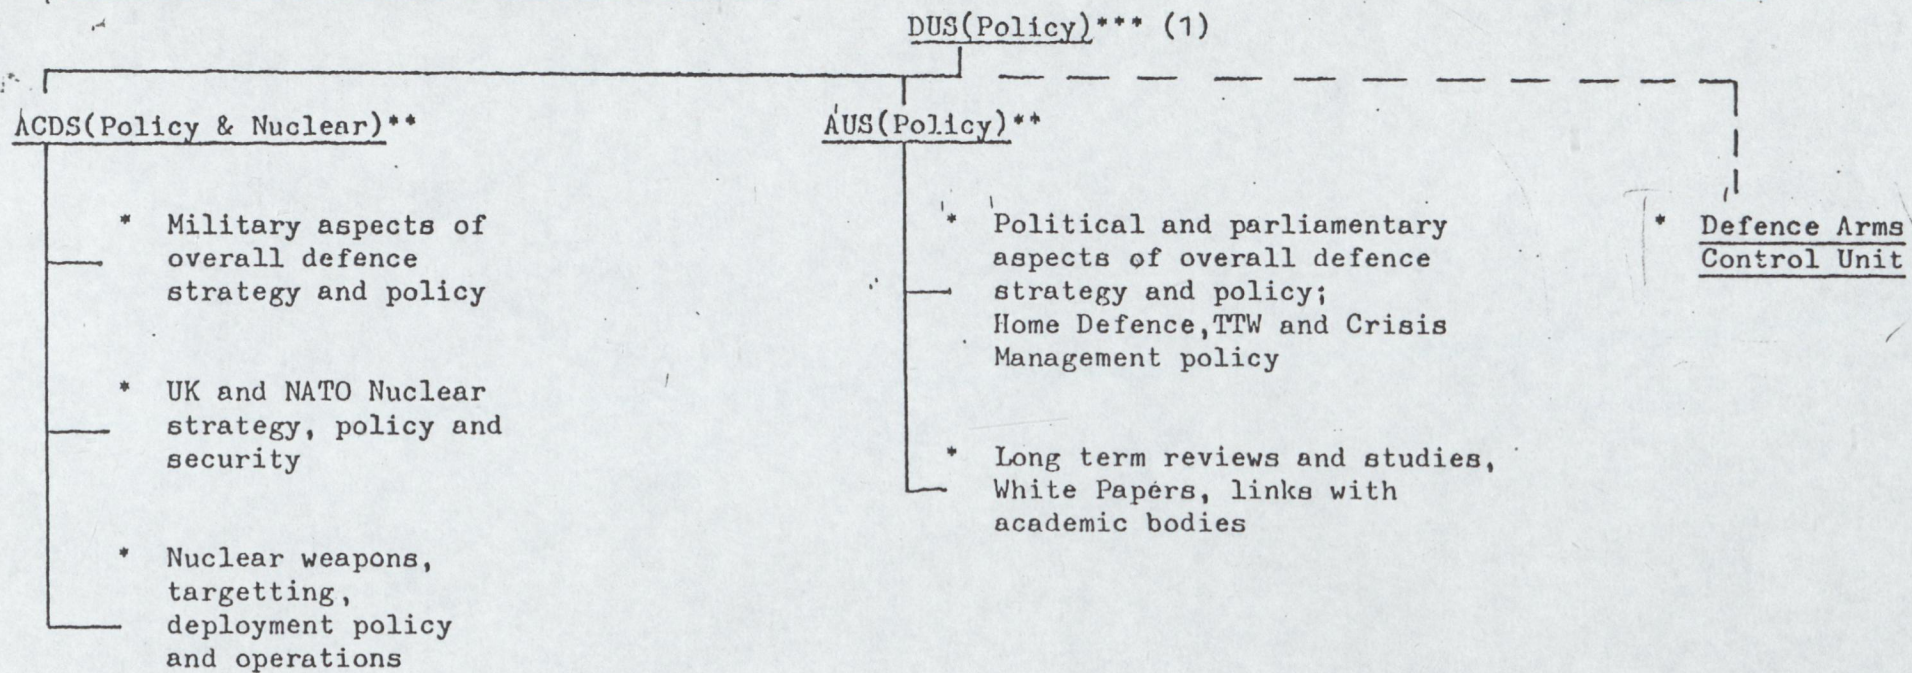 DUS(Policy)*** (1)
ACDS(Policy & Nuclear)**
* Military aspects of
overall defence
strategy and policy
* UK and NATO Nuclear
strategy, policy and
security
* Nuclear weapons,
targetting,
deployment policy
and operations
AUS(Policy)**
* Political and parliamentary
aspects of overall defence
strategy and policy;
Home Defence,TTW and Crisis
Management policy
* Long term reviews and studies,
White Papers, links with
academic bodies
* Defence Arms
Control Unit